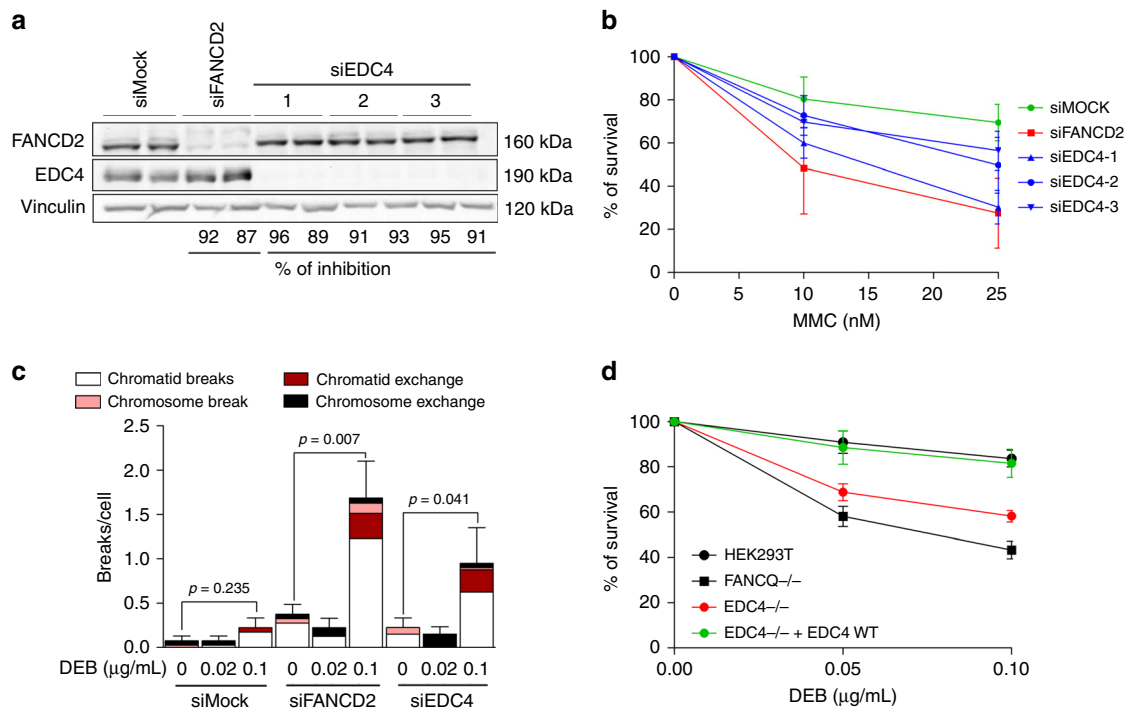 a
siMock
siFANCD2
siEDC4
1 2 3
FANCD2 160 kDa
EDC4 190 kDa
Vinculin 120 kDa
92 87 96 89 91 93 95 91
% of inhibition
b
100
80
60
40
20
0
% of survival
0 5 10 15 20 25
MMC (nM)
siMOCK
siFANCD2
siEDC4-1
siEDC4-2
siEDC4-3
c
Chromatid breaks
Chromosome break
Chromatid exchange
Chromosome exchange
2.5
2.0
1.5
1.0
0.5
0.0
Breaks/cell
p = 0.235
p = 0.007
p = 0.041
DEB (μg/mL) 0 0.02 0.1 0 0.02 0.1 0 0.02 0.1
siMock siFANCD2 siEDC4
d
100
80
60
40
20
0
% of survival
HEK293T
FANCQ–/–
EDC4–/–
EDC4–/– + EDC4 WT
0.00 0.05 0.10
DEB (μg/mL)